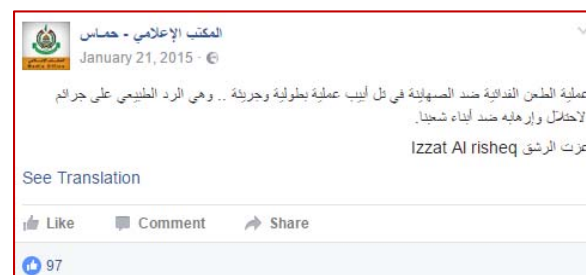 المكتب الإعلامي - حماس
January 21, 2015
عملية الطعن الفدائية ضد الصهاينة في تل أبيب عملية بطولية وجريئة .. وهي الرد الطبيعي على جرائم
الاحتلال وإرهابه ضد أبناء شعبنا.
عزت الرشق Izzat Al risheq
See Translation
Like Comment Share
97